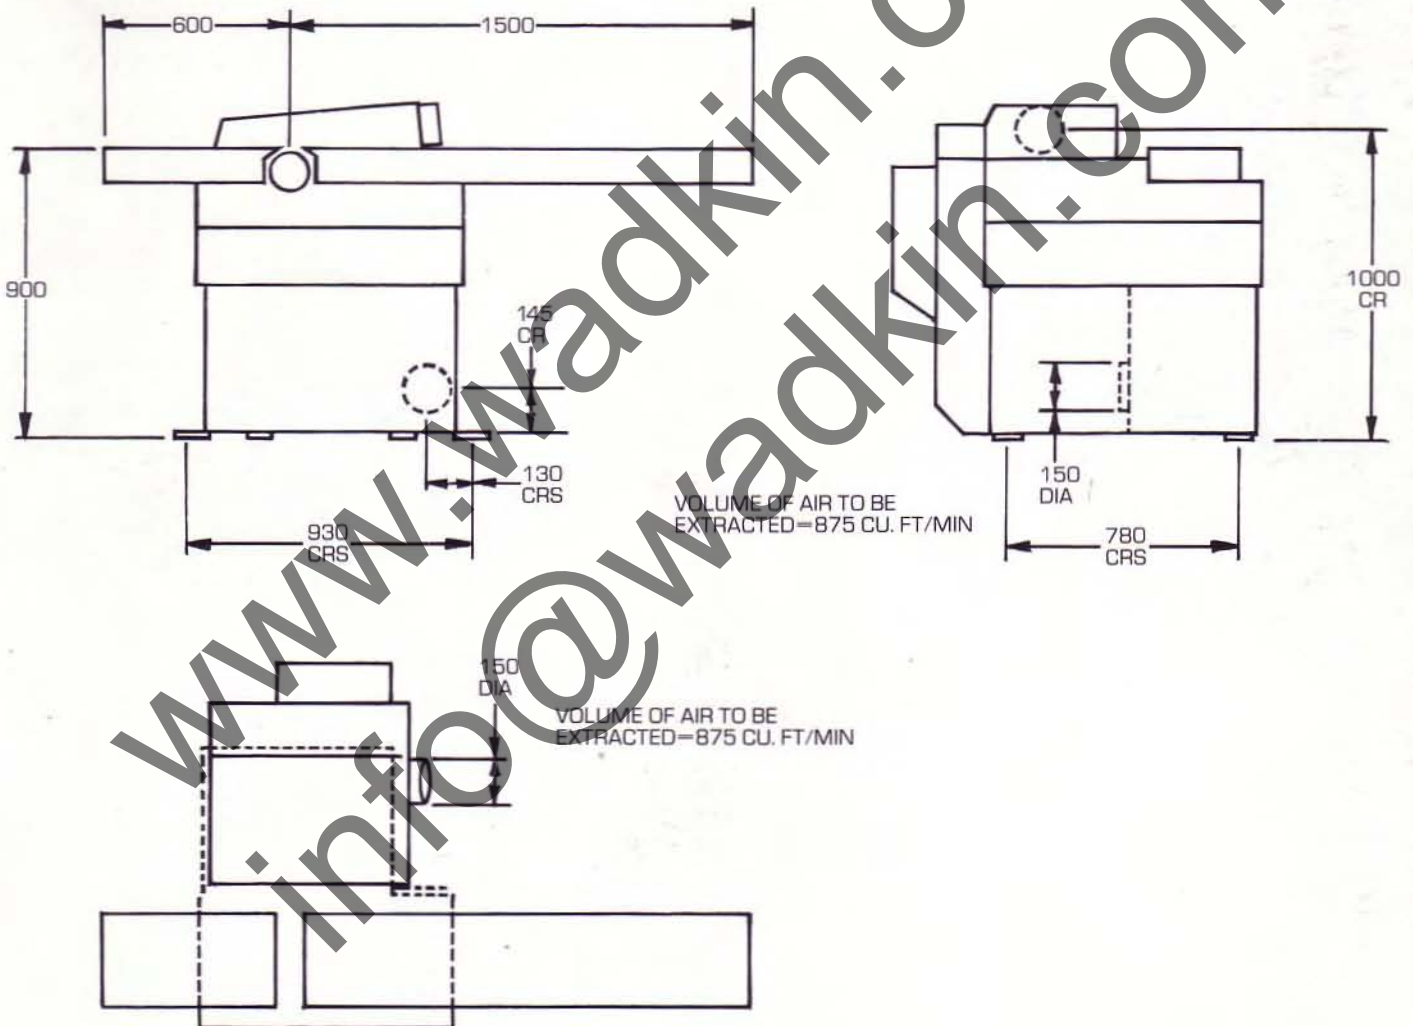 600
1500
900
145
CR
130
CRS
930
CRS
1000
CR
150
DIA
780
CRS
VOLUME OF AIR TO BE
EXTRACTED=875 CU. FT/MIN
150
DIA
VOLUME OF AIR TO BE
EXTRACTED=875 CU. FT/MIN
www.wadkin.c
info@wadkin.com